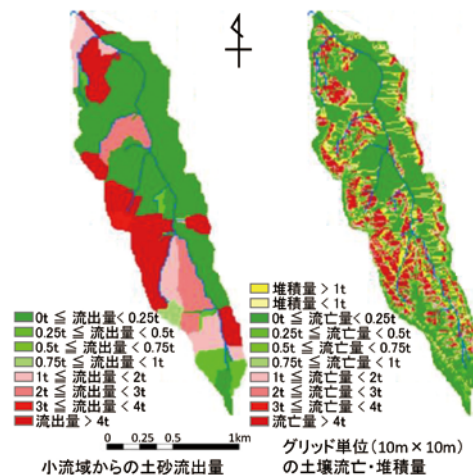 0t ≦ 流出量< 0.25t
0.25t ≦ 流出量< 0.5t
0.5t ≦ 流出量< 0.75t
0.75t ≦ 流出量< 1t
1t ≦ 流出量< 2t
2t ≦ 流出量< 3t
3t ≦ 流出量< 4t
流出量> 4t
0 0.5 1km
小流域からの土砂流出量
堆積量> 1t
堆積量< 1t
0t ≦ 流亡量< 0.25t
0.25t ≦ 流亡量< 0.5t
0.5t ≦ 流亡量< 0.75t
0.75t ≦ 流亡量< 1t
1t ≦ 流亡量< 2t
2t ≦ 流亡量< 3t
3t ≦ 流亡量< 4t
流亡量> 4t
グリッド単位(10m×10m)
の土壌流亡・堆積量